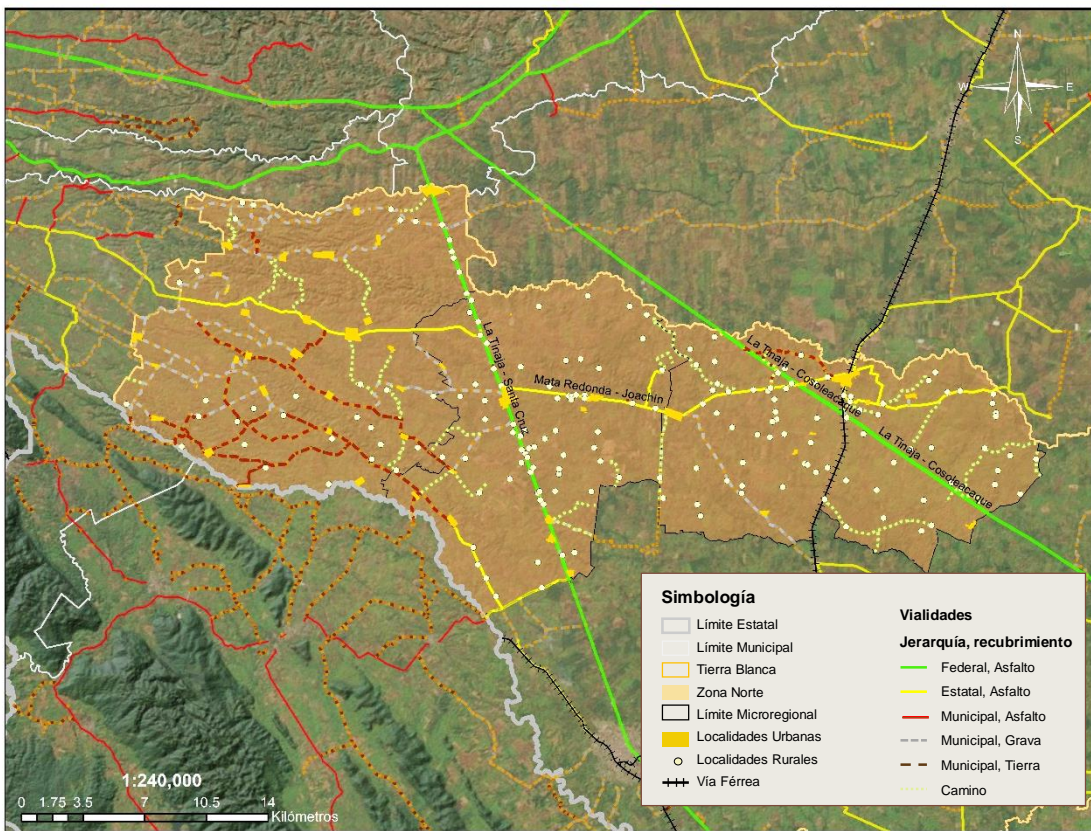 N
W E
S
La Tinaja - Santa Cruz
Mata Redonda - Joachín
La Tinaja - Cosoleacaque
La Tinaja - Cosoleacaque
1:240,000
0 1.75 3.5 7 10.5 14
Kilómetros
Simbología
Límite Estatal
Límite Municipal
Tierra Blanca
Zona Norte
Límite Microregional
Localidades Urbanas
Localidades Rurales
Vía Férrea
Vialidades
Jerarquía, recubrimiento
Federal, Asfalto
Estatal, Asfalto
Municipal, Asfalto
Municipal, Grava
Municipal, Tierra
Camino